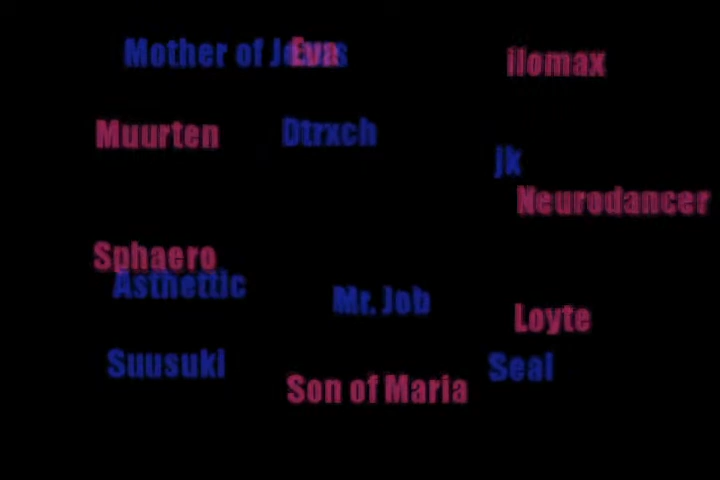 Mother of Jesus
Eva
ilomax
Muurten
Dtrxch
jk
Neurodancer
Sphaero
Asthettic
Mr. Job
Loyte
Suusuki
Seal
Son of Maria